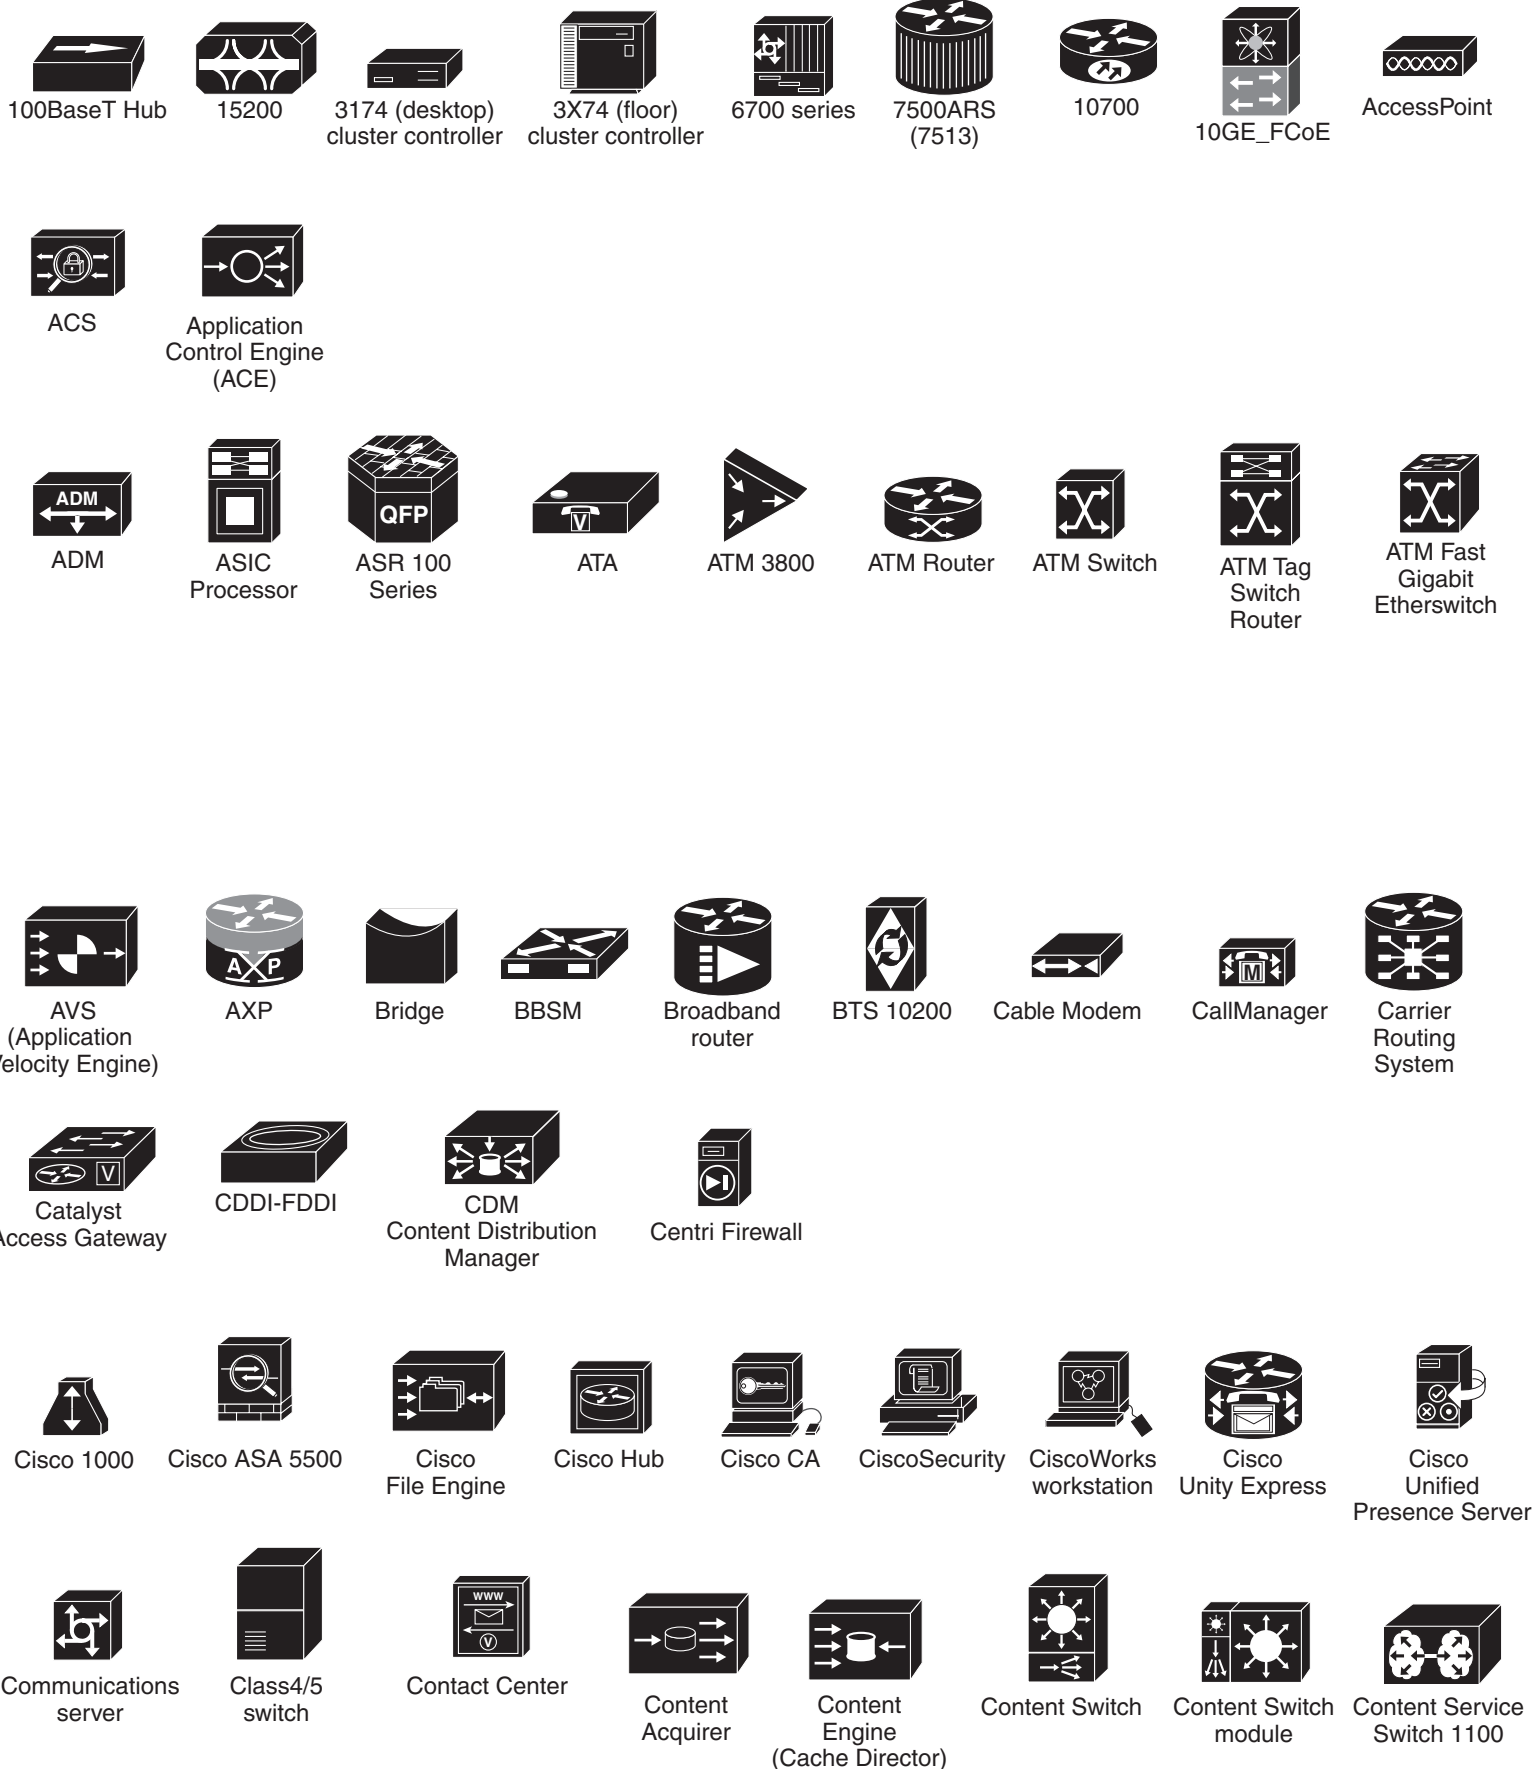 100BaseT Hub
15200
3174 (desktop)
cluster controller
3X74 (floor)
cluster controller
6700 series
7500ARS
(7513)
10700
10GE_FCoE
AccessPoint
ACS
Application
Control Engine
(ACE)
ADM
ADM
ASIC
Processor
QFP
ASR 100
Series
V
ATA
ATM 3800
ATM Router
ATM Switch
ATM Tag
Switch
Router
ATM Fast
Gigabit
Etherswitch
AVS
(Application
Velocity Engine)
A P
AXP
Bridge
BBSM
Broadband
router
BTS 10200
Cable Modem
M
CallManager
Carrier
Routing
System
V
Catalyst
Access Gateway
CDDI-FDDI
CDM
Content Distribution
Manager
Centri Firewall
Cisco 1000
Cisco ASA 5500
Cisco
File Engine
Cisco Hub
Cisco CA
CiscoSecurity
CiscoWorks
workstation
Cisco
Unity Express
Cisco
Unified
Presence Server
Communications
server
Class4/5
switch
WWW
V
Contact Center
Content
Acquirer
Content
Engine
(Cache Director)
Content Switch
Content Switch
module
Content Service
Switch 1100